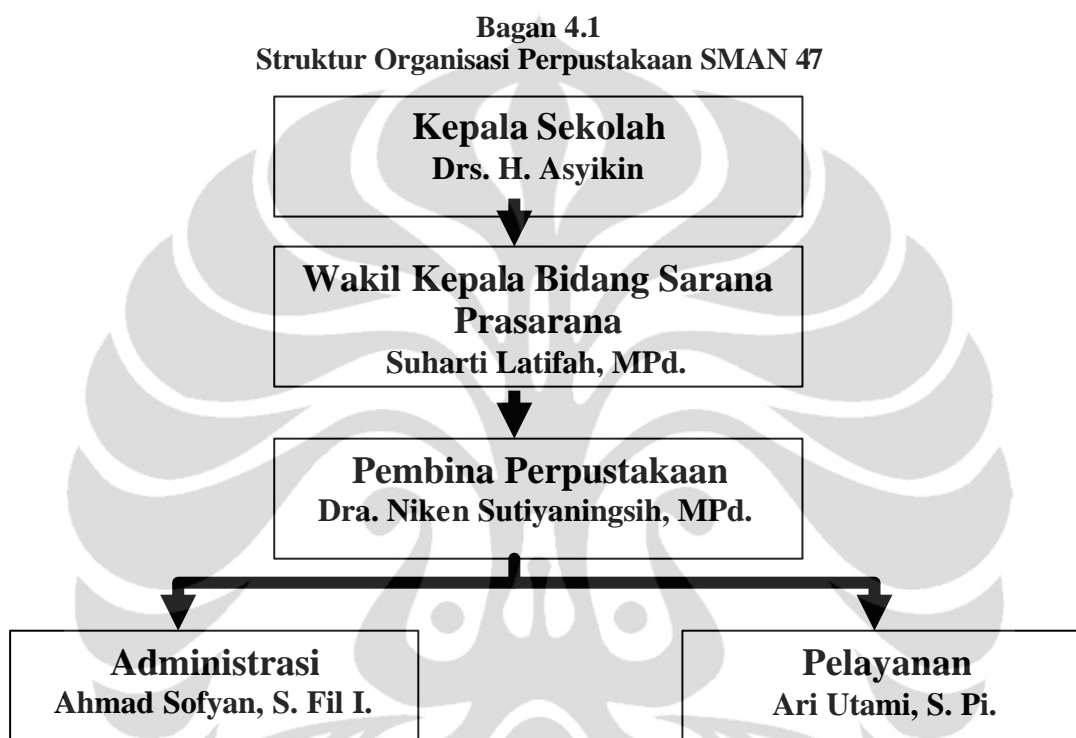 Bagan 4.1
Struktur Organisasi Perpustakaan SMAN 47
Kepala Sekolah
Drs. H. Asyikin
Wakil Kepala Bidang Sarana
Prasarana
Suharti Latifah, MPd.
Pembina Perpustakaan
Dra. Niken Sutiyaningsih, MPd.
Administrasi
Ahmad Sofyan, S. Fil I.
Pelayanan
Ari Utami, S. Pi.